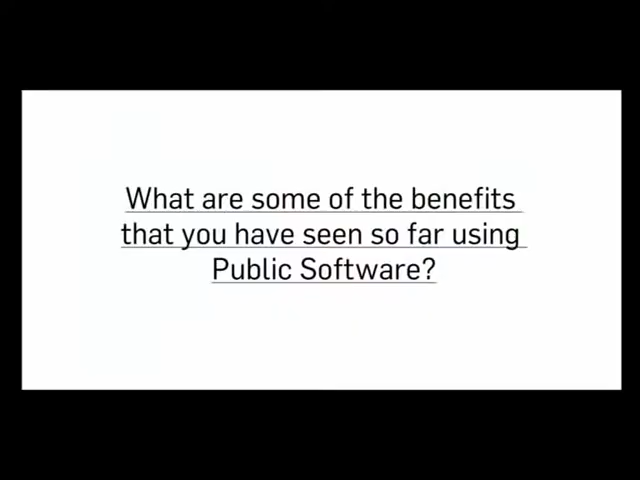 What are some of the benefits
that you have seen so far using
Public Software?